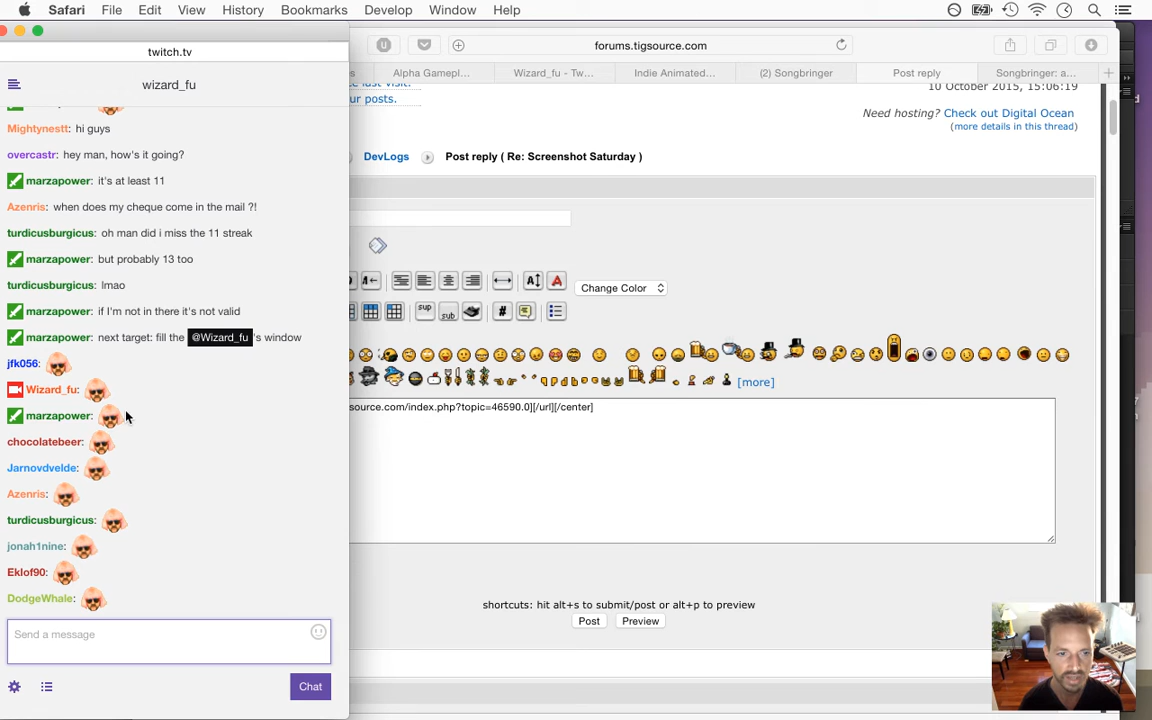 Safari File Edit View History Bookmarks Develop Window Help
twitch.tv
wizard_fu
Mightynestt: hi guys
overcastr: hey man, how's it going?
marzapower: it's at least 11
Azenris: when does my cheque come in the mail ?!
turdicusburgicus: oh man did i miss the 11 streak
marzapower: but probably 13 too
turdicusburgicus: lmao
marzapower: if I'm not in there it's not valid
marzapower: next target: fill the @Wizard_fu 's window
jfk056:
Wizard_fu:
marzapower:
chocolatebeer:
Jarnovdvelde:
Azenris:
turdicusburgicus:
jonah1nine:
Eklof90:
DodgeWhale:
Send a message
Chat
forums.tigsource.com
s Alpha Gamepl... Wizard_fu - Tw... Indie Animated... (2) Songbringer Post reply Songbringer: a...
ur posts.
10 October 2015, 15:06:19
Need hosting? Check out Digital Ocean
(more details in this thread)
DevLogs Post reply ( Re: Screenshot Saturday )
Change Color
sup sub #
[more]
source.com/index.php?topic=46590.0][/url][/center]
shortcuts: hit alt+s to submit/post or alt+p to preview
Post Preview